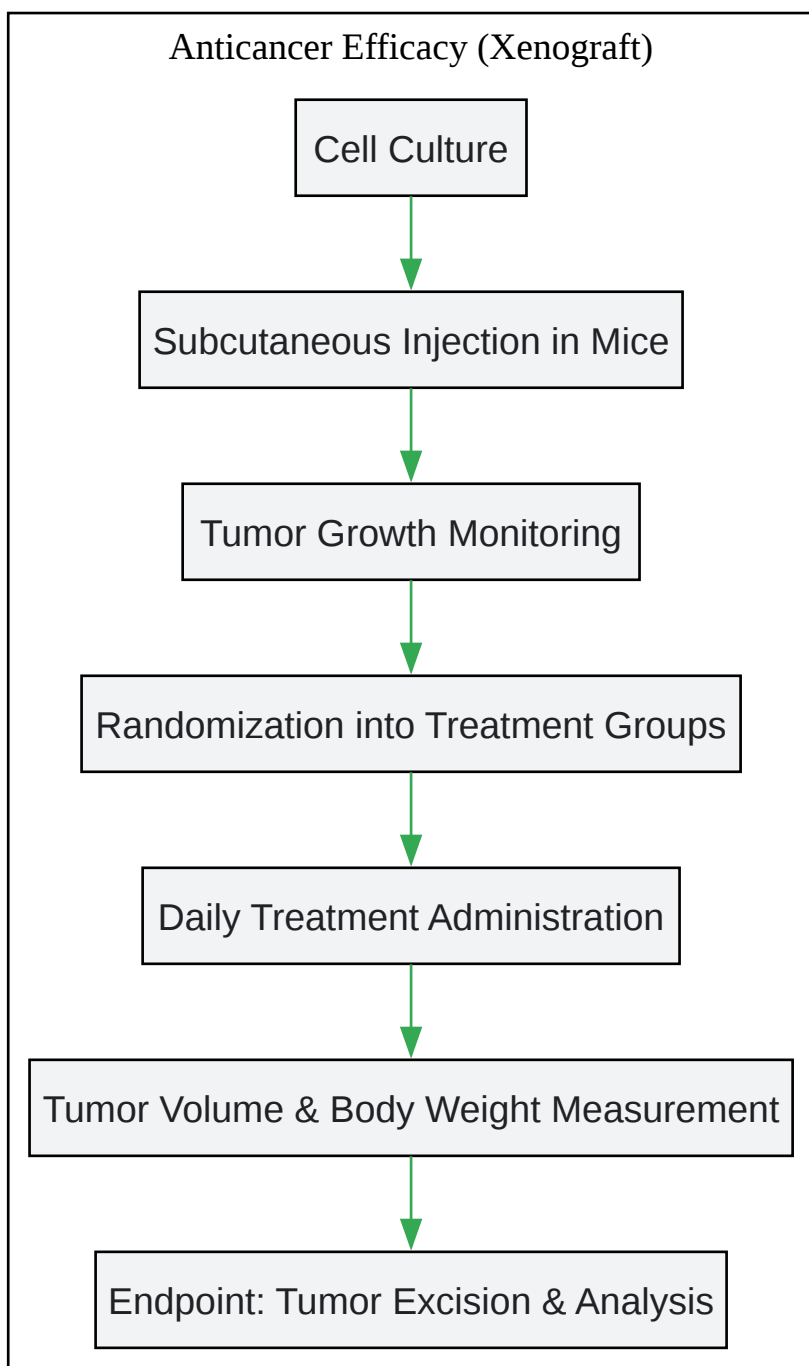 Anticancer Efficacy (Xenograft)
Cell Culture
Subcutaneous Injection in Mice
Tumor Growth Monitoring
Randomization into Treatment Groups
Daily Treatment Administration
Tumor Volume & Body Weight Measurement
Endpoint: Tumor Excision & Analysis